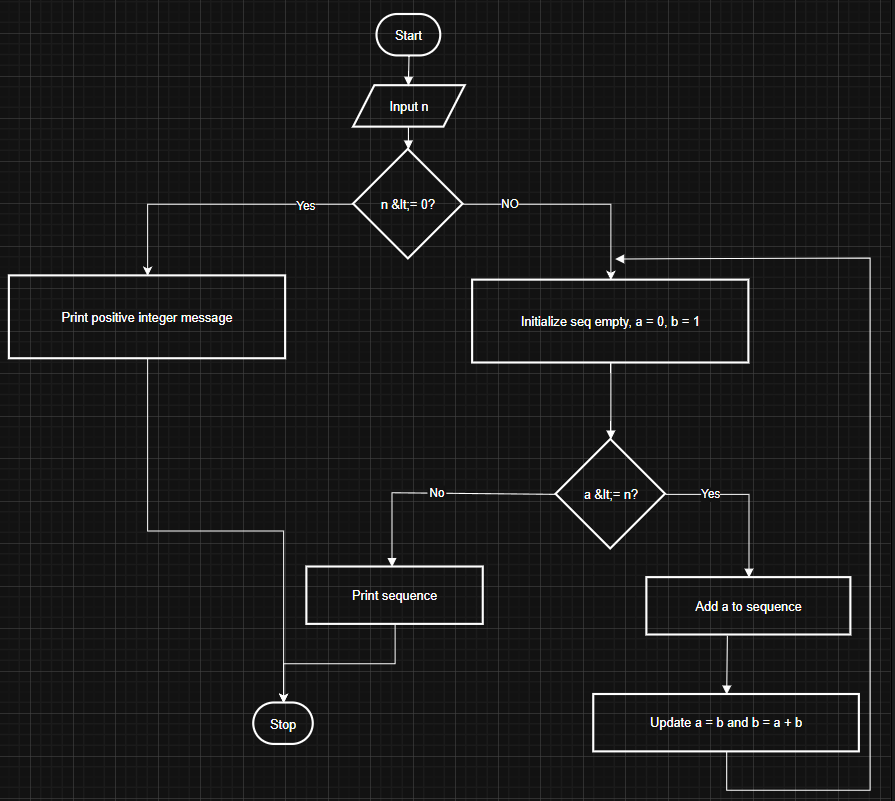 Start
Input n
n &lt;= 0?
Yes
NO
Print positive integer message
Initialize seq empty, a = 0, b = 1
a &lt;= n?
No
Yes
Print sequence
Add a to sequence
Update a = b and b = a + b
Stop